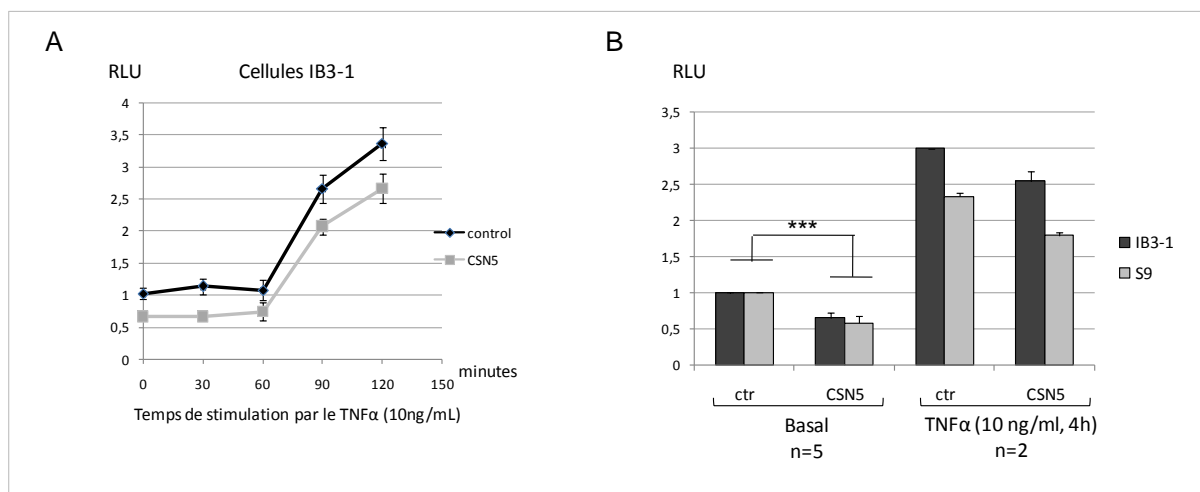 A
RLU
Cellules IB3-1
4
3,5
3
2,5
2
1,5
1
0,5
0
0 30 60 90 120 150
minutes
Temps de stimulation par le TNFα (10ng/mL)
control
CSN5
B
RLU
3,5
3
2,5
2
1,5
1
0,5
0
***
IB3-1
S9
ctr CSN5 ctr CSN5
Basal TNFα (10 ng/ml, 4h)
n=5 n=2